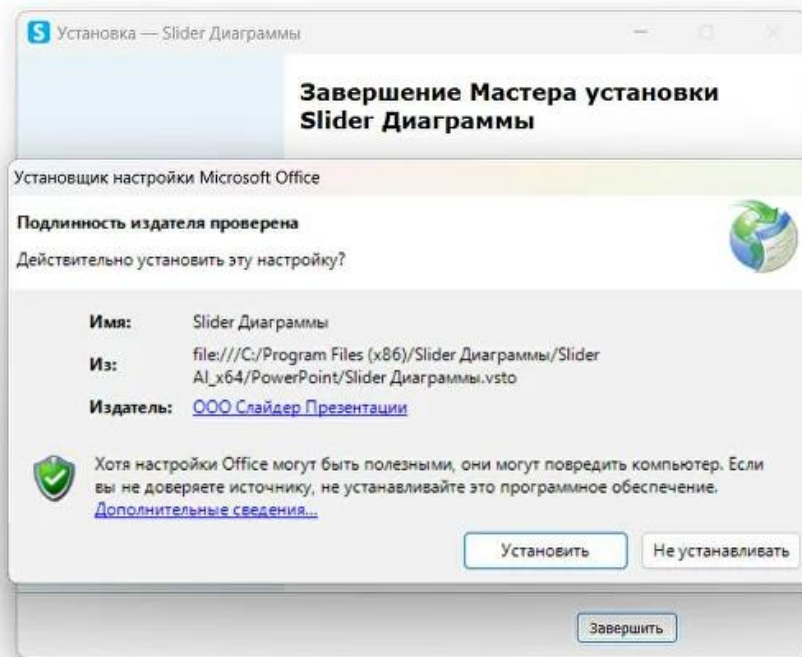 S Установка — Slider Диаграммы
Завершение Мастера установки
Slider Диаграммы
Установщик настройки Microsoft Office
Подлинность издателя проверена
Действительно установить эту настройку?
Имя: Slider Диаграммы
Из: file:///C:/Program Files (x86)/Slider Диаграммы/Slider
AI_x64/PowerPoint/Slider Диаграммы.vsto
Издатель: ООО Слайдер Презентации
Хотя настройки Office могут быть полезными, они могут повредить компьютер. Если
вы не доверяете источнику, не устанавливайте это программное обеспечение.
Дополнительные сведения...
Установить Не устанавливать
Завершить